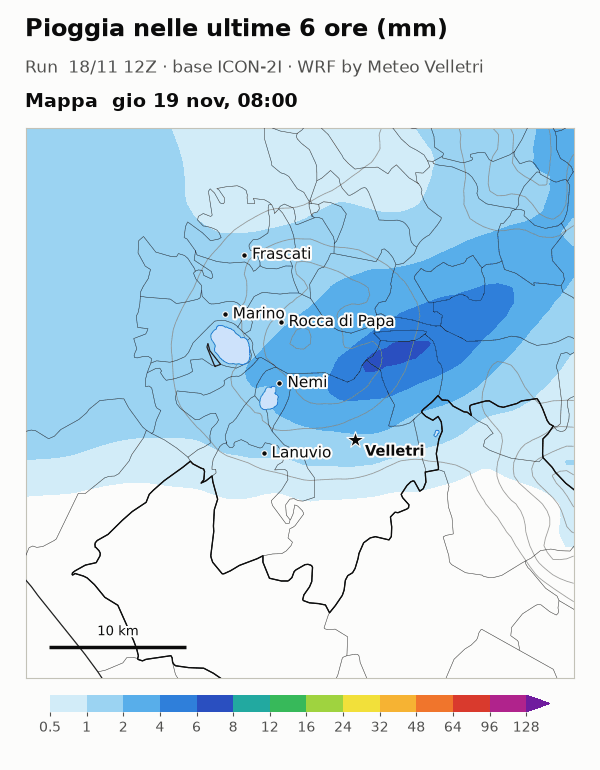 Pioggia nelle ultime 6 ore (mm)
Run  18/11 12Z · base ICON-2I · WRF by Meteo Velletri
Mappa  gio 19 nov, 08:00
Frascati
Marino
Rocca di Papa
Nemi
Velletri
Lanuvio
10 km
0.5 1 2 4 6 8 12 16 24 32 48 64 96 128